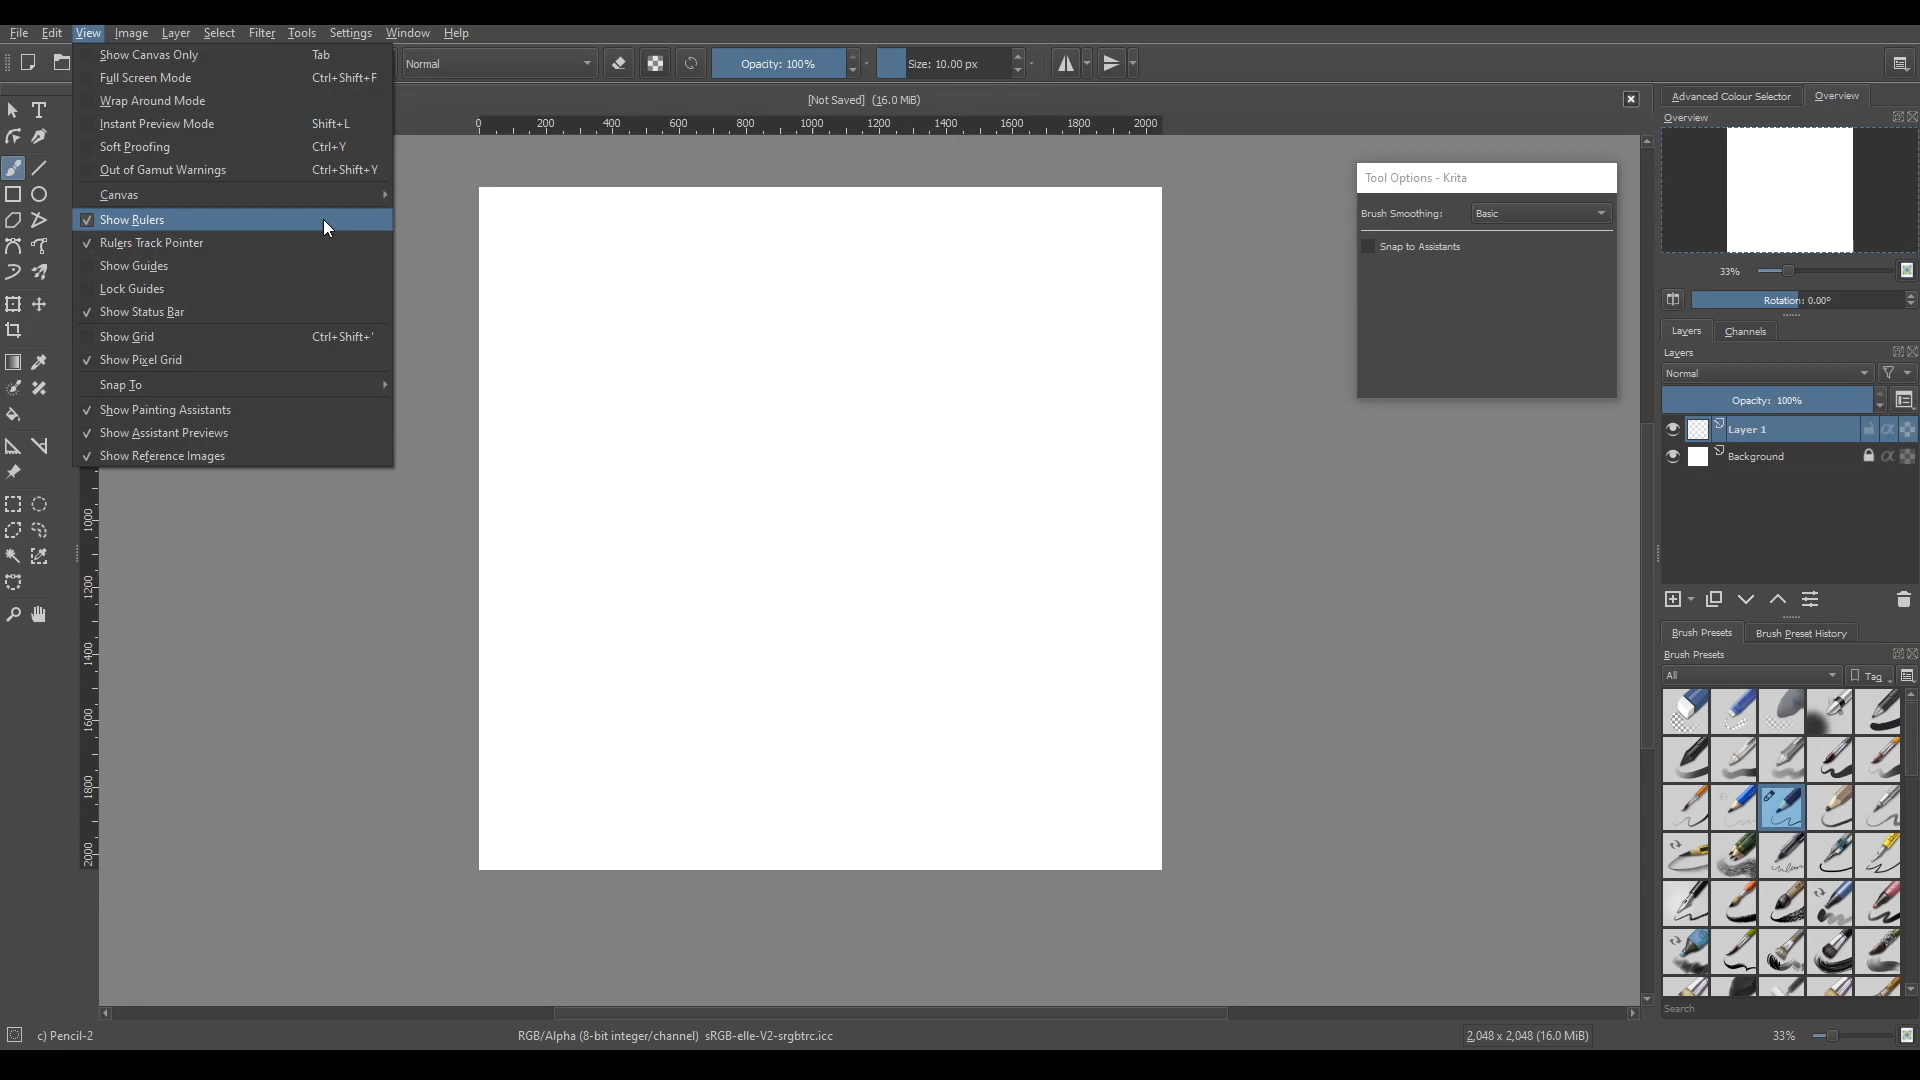 File Edit View Image Layer Select Filter Tools Settings Window Help
Normal Opacity: 100% Size: 10.00 px
[Not Saved] (16.0 MiB)
Show Canvas Only Tab
Full Screen Mode Ctrl+Shift+F
Wrap Around Mode
Instant Preview Mode Shift+L
Soft Proofing Ctrl+Y
Out of Gamut Warnings Ctrl+Shift+Y
Canvas
Show Rulers
Rulers Track Pointer
Show Guides
Lock Guides
Show Status Bar
Show Grid Ctrl+Shift+'
Show Pixel Grid
Snap To
Show Painting Assistants
Show Assistant Previews
Show Reference Images
0 200 400 600 800 1000 1200 1400 1600 1800 2000
1000
1200
1400
1600
1800
2000
Tool Options - Krita
Brush Smoothing: Basic
Snap to Assistants
Advanced Colour Selector Overview
Overview
33%
Rotation: 0.00°
Layers Channels
Layers
Normal
Opacity: 100%
Layer 1
Background
Brush Presets Brush Preset History
Brush Presets
All Tag
Search
c) Pencil-2 RGB/Alpha (8-bit integer/channel) sRGB-elle-V2-srgbtrc.icc 2,048 x 2,048 (16.0 MiB) 33%